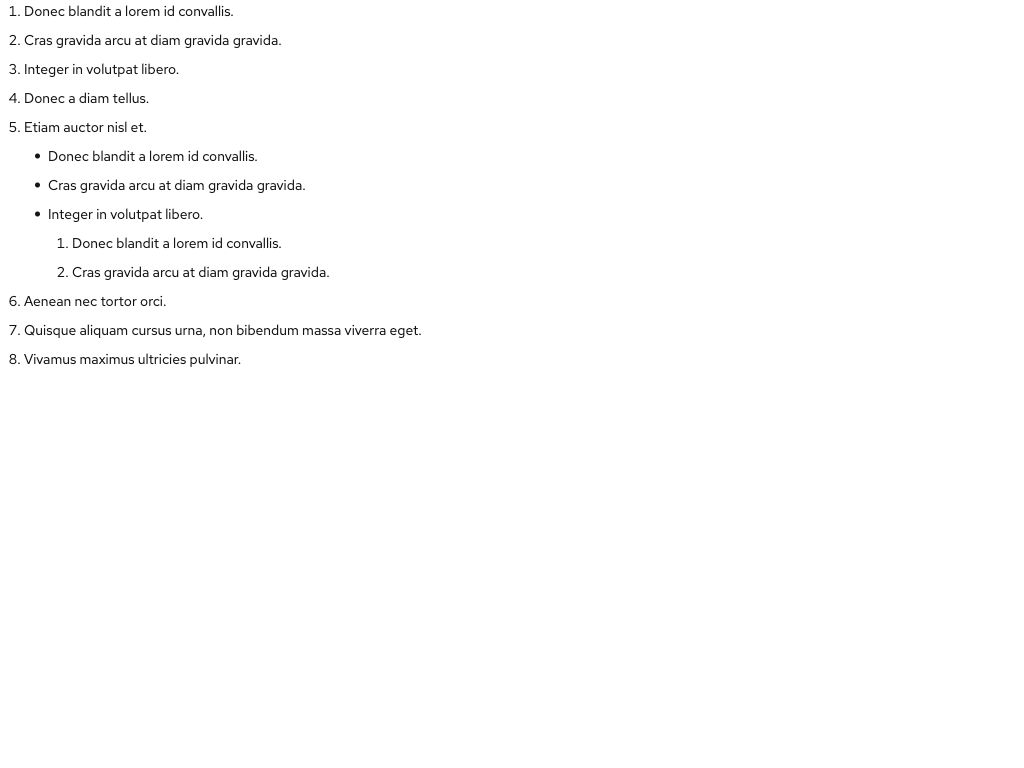 1. Donec blandit a lorem id convallis.
2. Cras gravida arcu at diam gravida gravida.
3. Integer in volutpat libero.
4. Donec a diam tellus.
5. Etiam auctor nisl et.
• Donec blandit a lorem id convallis.
• Cras gravida arcu at diam gravida gravida.
• Integer in volutpat libero.
1. Donec blandit a lorem id convallis.
2. Cras gravida arcu at diam gravida gravida.
6. Aenean nec tortor orci.
7. Quisque aliquam cursus urna, non bibendum massa viverra eget.
8. Vivamus maximus ultricies pulvinar.